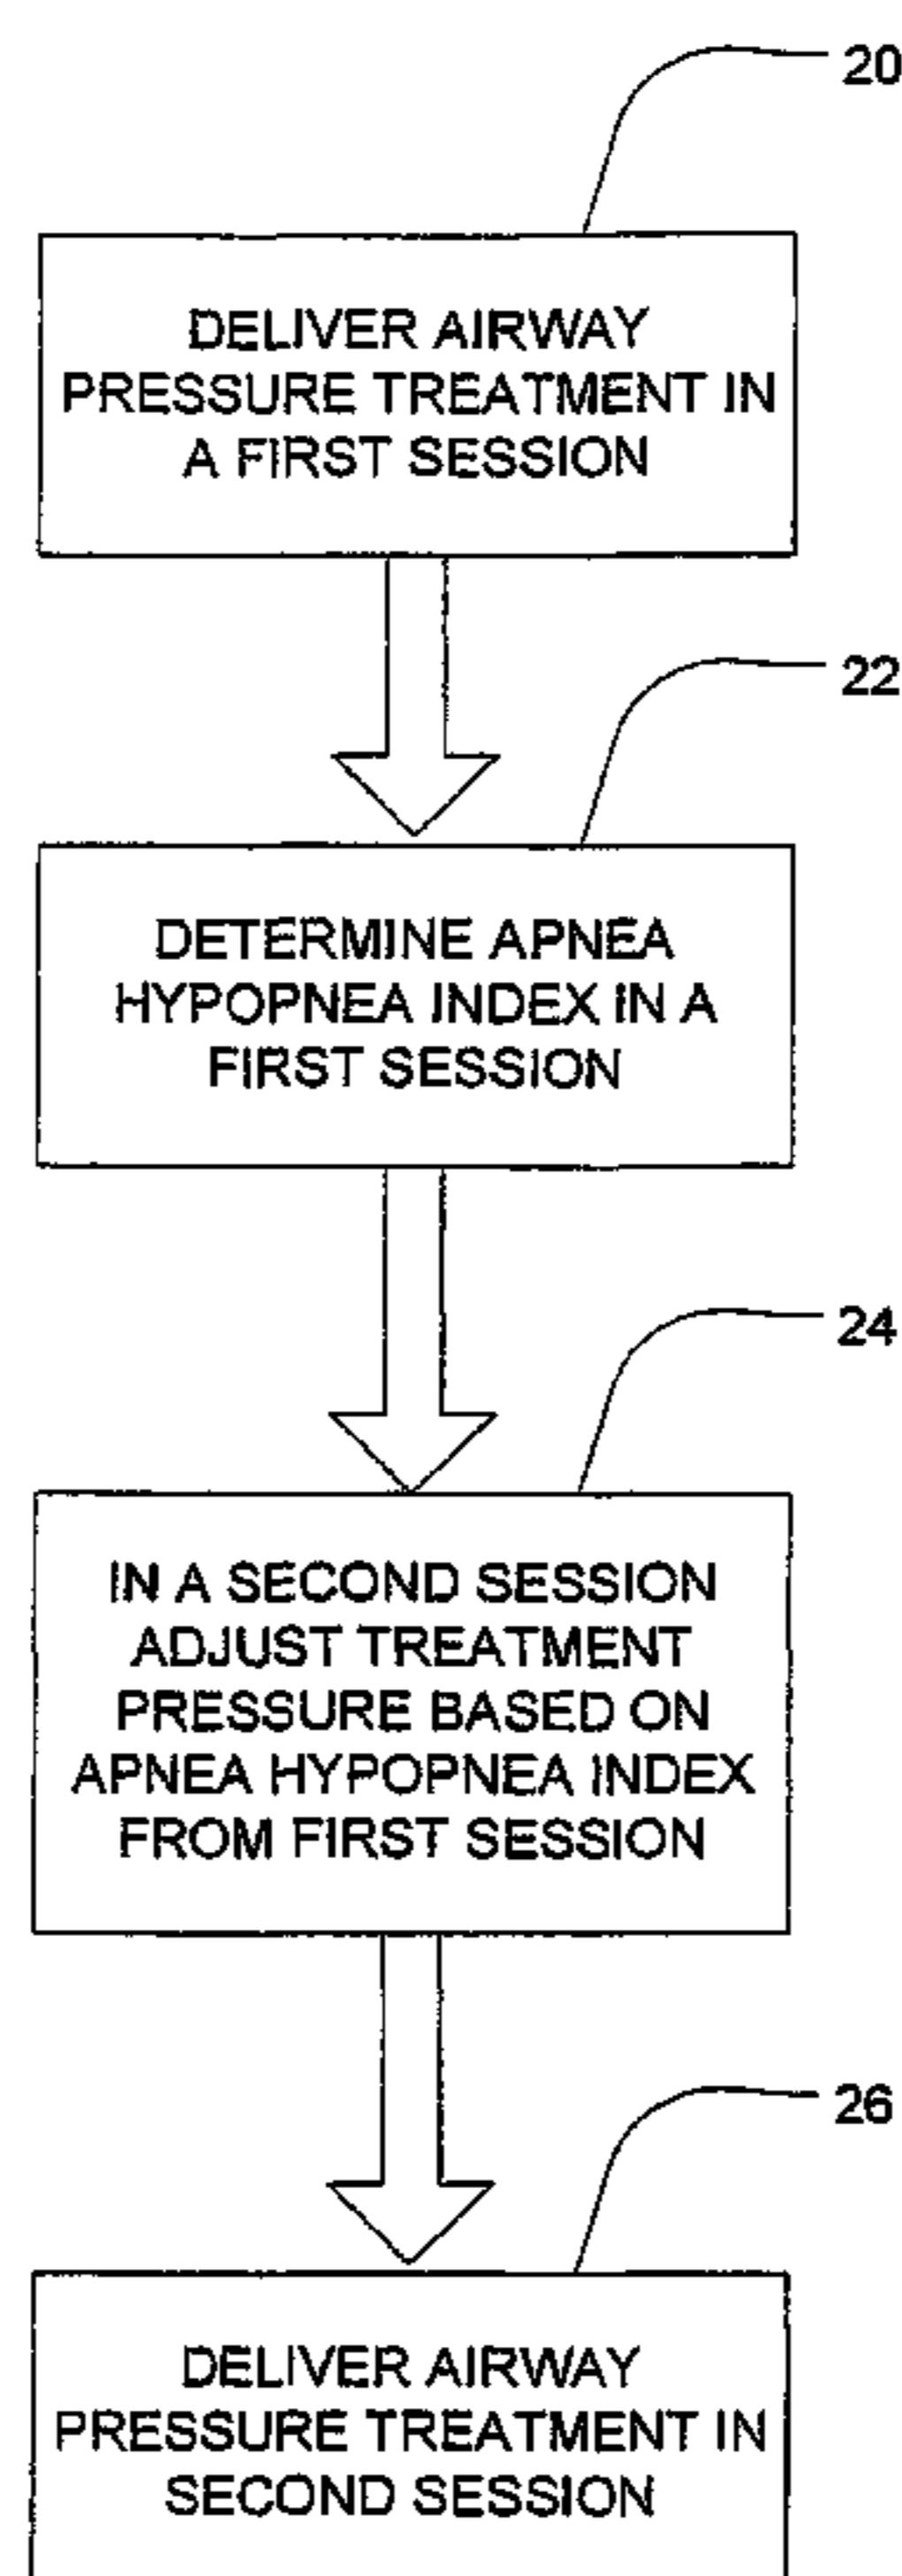 20
DELIVER AIRWAY
PRESSURE TREATMENT IN
A FIRST SESSION
22
DETERMINE APNEA
HYPOPNEA INDEX IN A
FIRST SESSION
24
IN A SECOND SESSION
ADJUST TREATMENT
PRESSURE BASED ON
APNEA HYPOPNEA INDEX
FROM FIRST SESSION
26
DELIVER AIRWAY
PRESSURE TREATMENT IN
SECOND SESSION